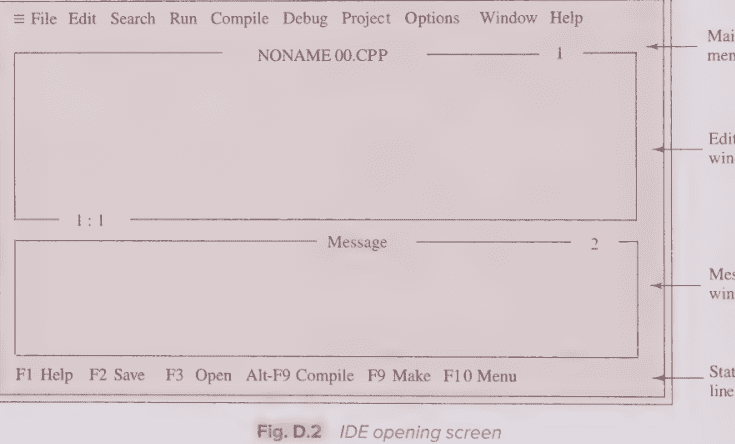 ≡ File Edit Search Run Compile Debug Project Options Window Help
NONAME 00.CPP 1
1 : 1
Message 2
F1 Help F2 Save F3 Open Alt-F9 Compile F9 Make F10 Menu
Fig. D.2 IDE opening screen